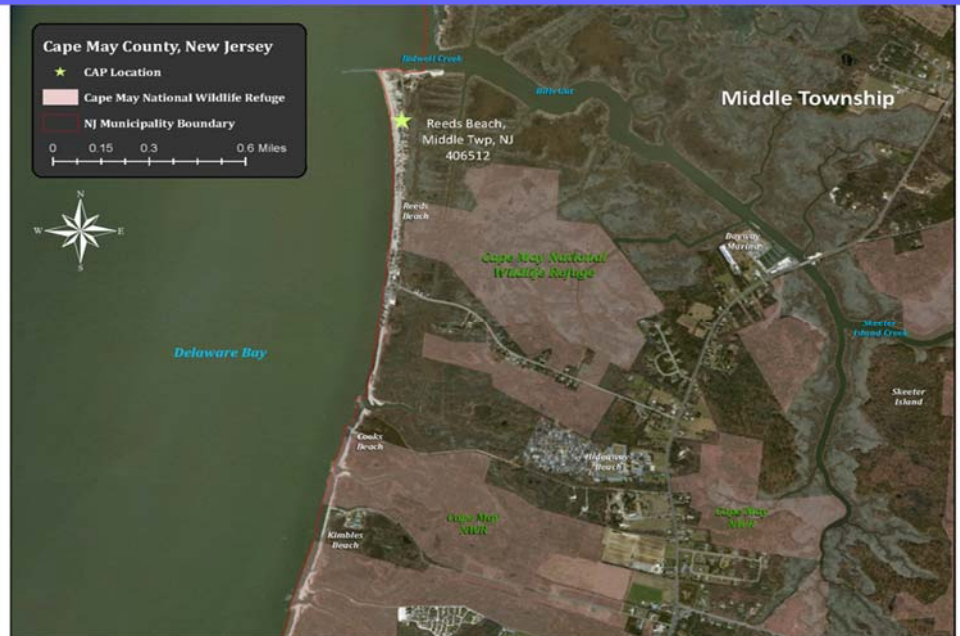 Cape May County, New Jersey
CAP Location
Cape May National Wildlife Refuge
NJ Municipality Boundary
0 0.15 0.3 0.6 Miles
N
W E
S
Bidwell Creek
Bills Gut
Middle Township
Reeds Beach,
Middle Twp, NJ
406512
Reeds
Beach
Bayway
Marina
Cape May National
Wildlife Refuge
Skeeter
Island Creek
Delaware Bay
Skeeter
Island
Cooks
Beach
Hideaway
Beach
Cape May
NWR
Cape May
NWR
Kimbles
Beach